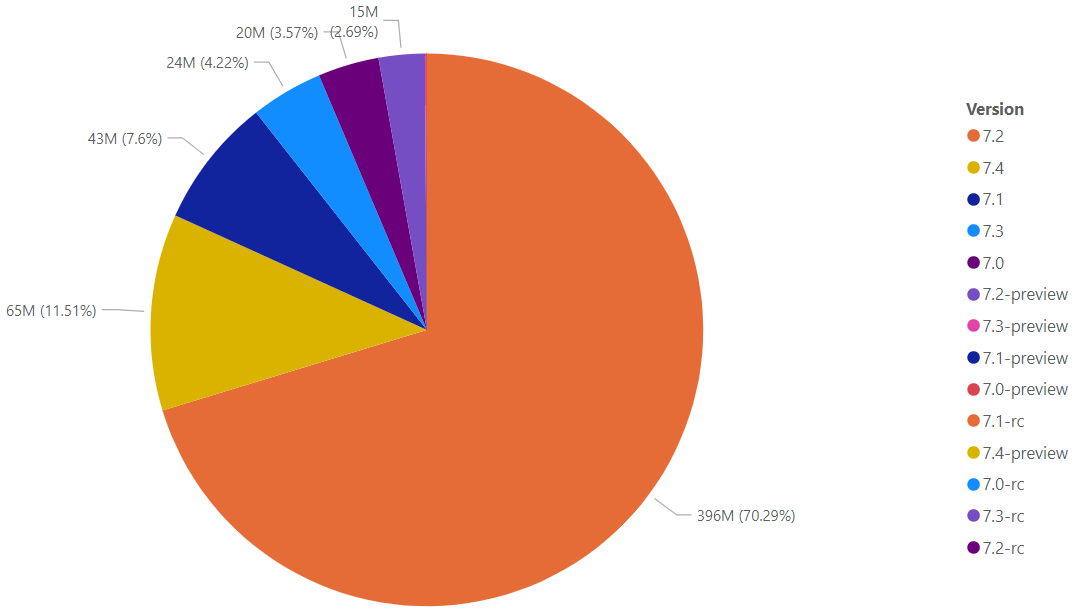 15M
(2.69%)
20M (3.57%)
24M (4.22%)
43M (7.6%)
65M (11.51%)
396M (70.29%)
Version
7.2
7.4
7.1
7.3
7.0
7.2-preview
7.3-preview
7.1-preview
7.0-preview
7.1-rc
7.4-preview
7.0-rc
7.3-rc
7.2-rc